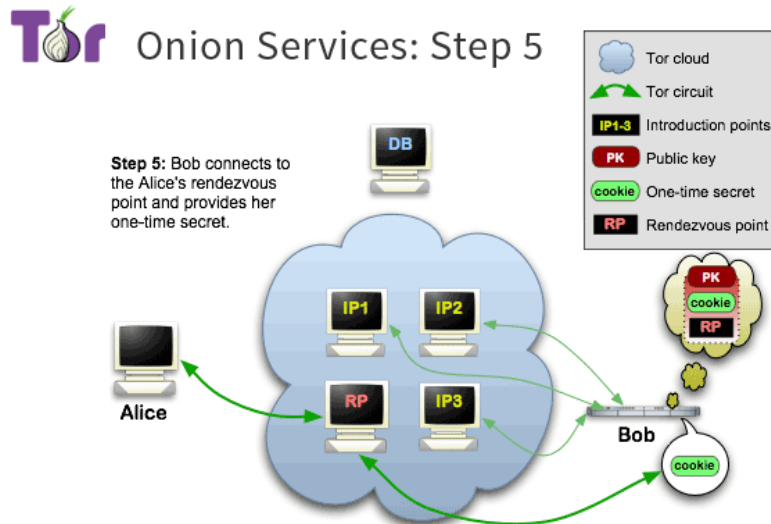 Tor
Onion Services: Step 5
Tor cloud
Tor circuit
IP1-3 Introduction points
PK Public key
cookie One-time secret
RP Rendezvous point
Step 5: Bob connects to
the Alice's rendezvous
point and provides her
one-time secret.
DB
PK
cookie
RP
IP1
IP2
Alice
RP
IP3
Bob
cookie